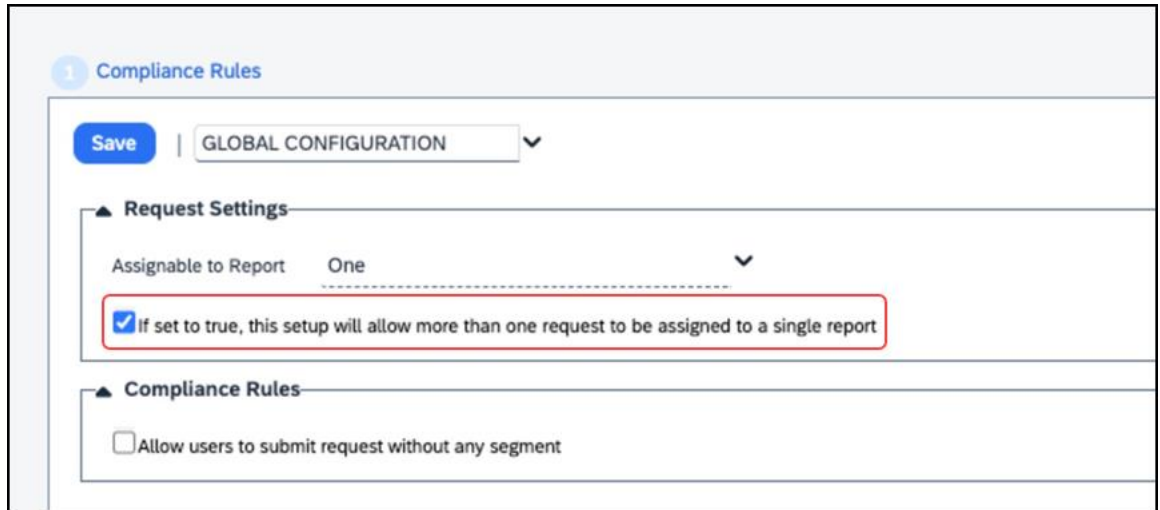 1 Compliance Rules
Save | GLOBAL CONFIGURATION
Request Settings
Assignable to Report One
If set to true, this setup will allow more than one request to be assigned to a single report
Compliance Rules
Allow users to submit request without any segment